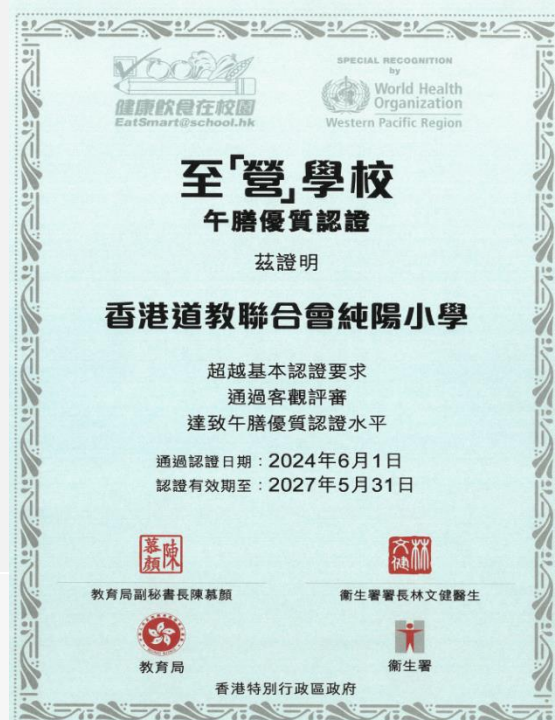 健康飲食在校園
EatSmart@school.hk
SPECIAL RECOGNITION
by
World Health
Organization
Western Pacific Region
至「營」學校
午膳優質認證
茲證明
香港道教聯合會純陽小學
超越基本認證要求
通過客觀評審
達致午膳優質認證水平
通過認證日期：2024年6月1日
認證有效期至：2027年5月31日
陳慕顏
林文健
教育局副秘書長陳慕顏
衞生署署長林文健醫生
教育局
衞生署
香港特別行政區政府